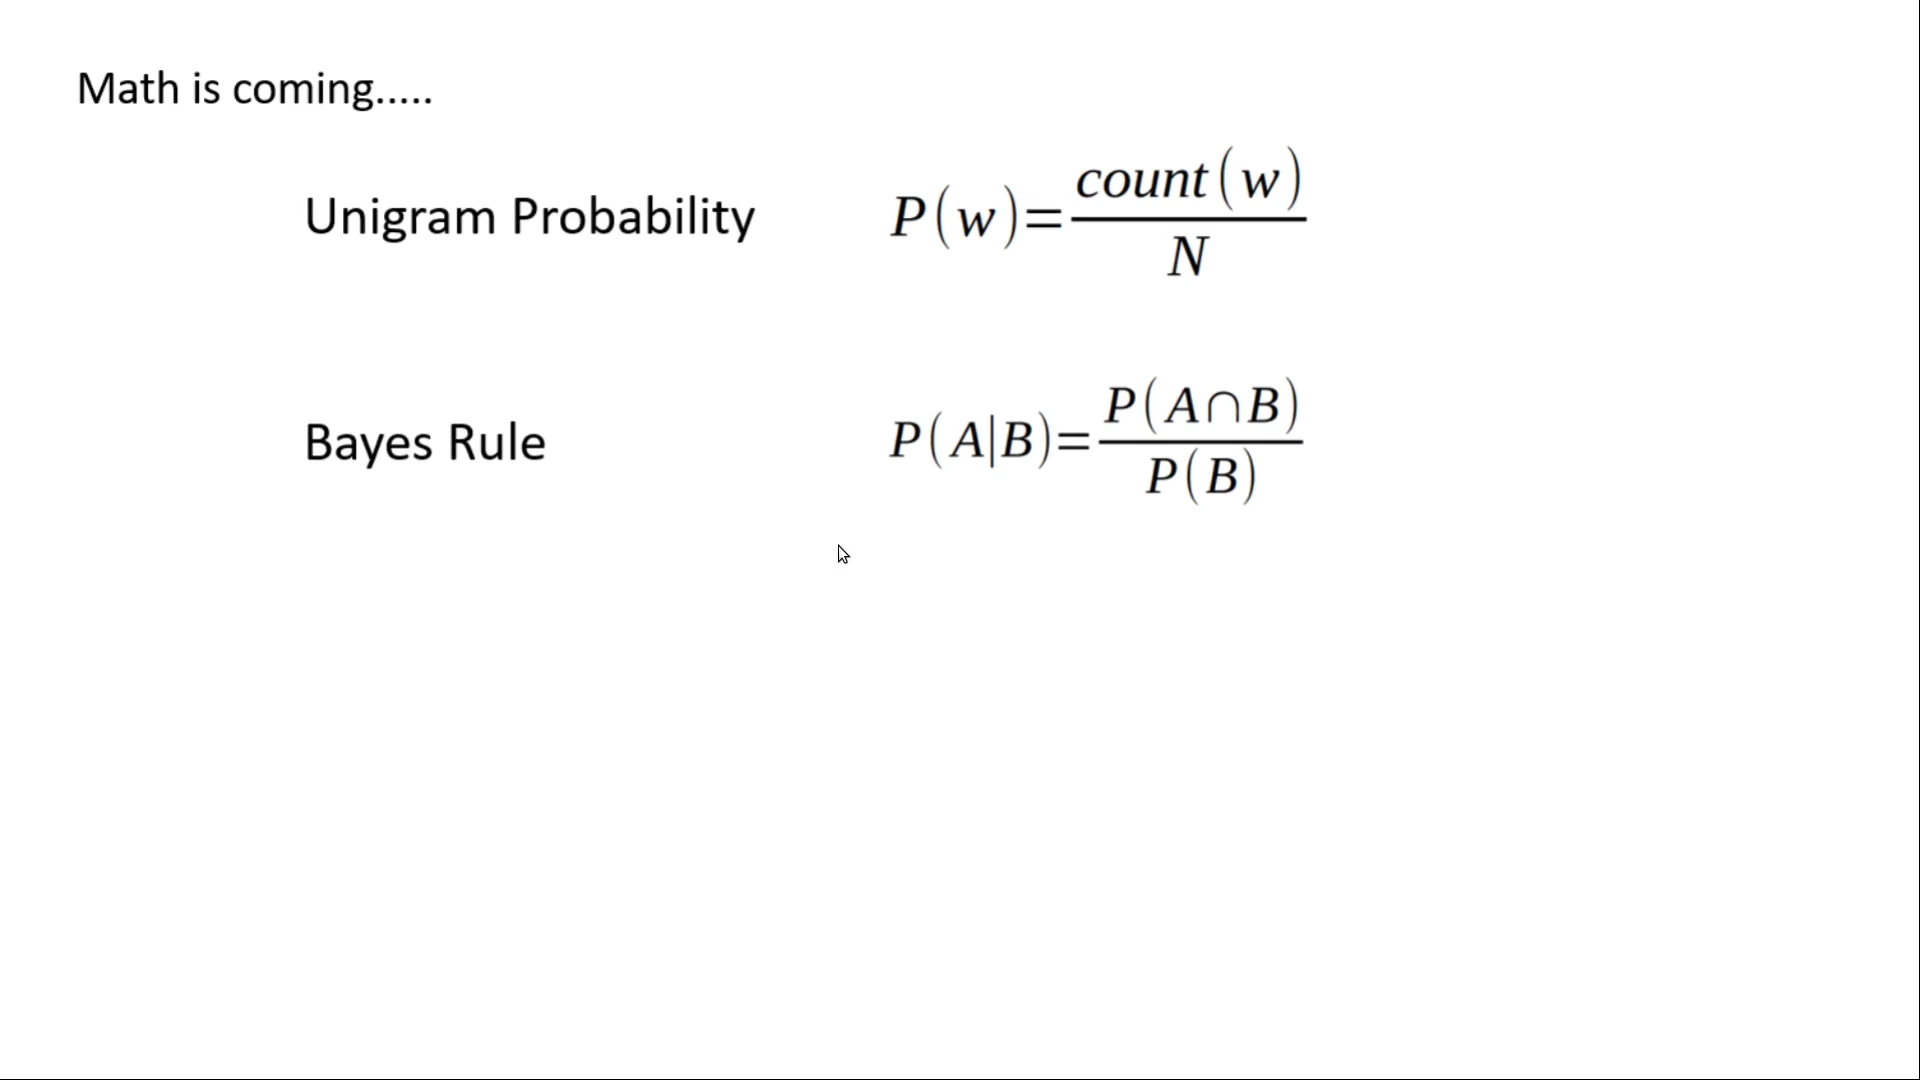 Math is coming.....
Unigram Probability P(w)=count(w)/N
Bayes Rule P(A|B)=P(A∩B)/P(B)